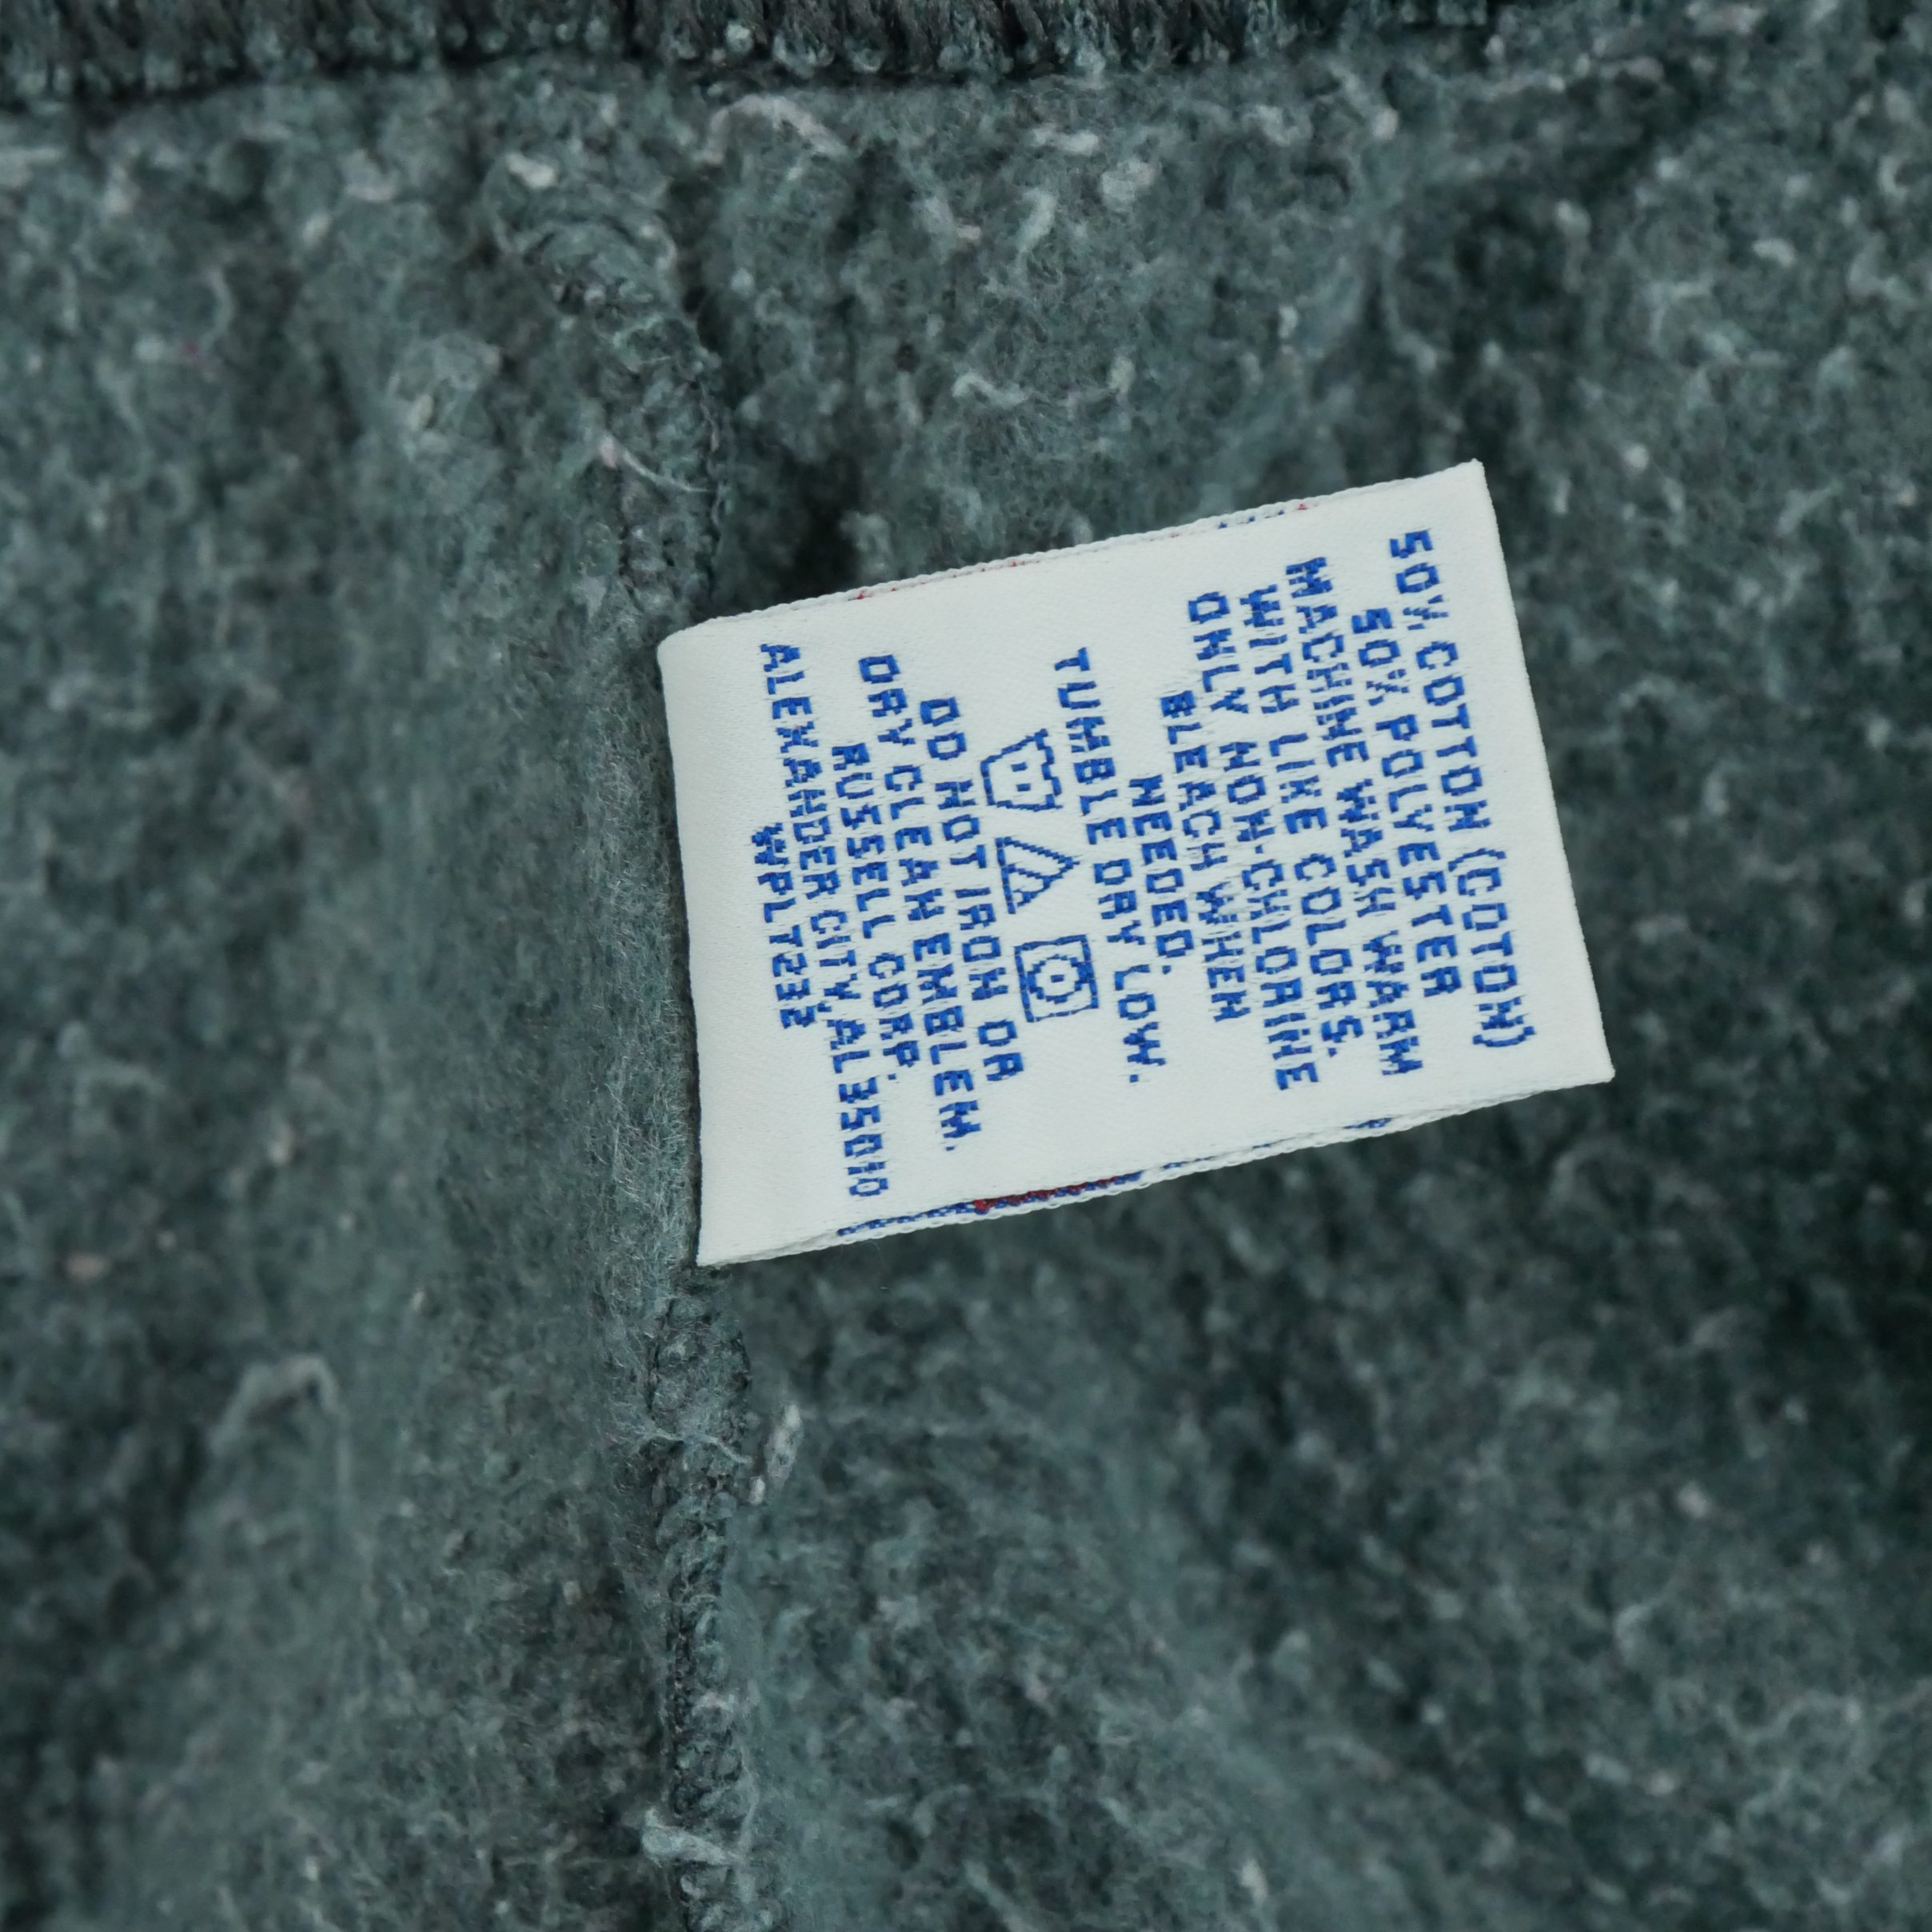 50% COTTON (COTON)
50% POLYESTER
MACHINE WASH WARM
WITH LIKE COLORS.
ONLY NON-CHLORINE
BLEACH WHEN
NEEDED.
TUMBLE DRY LOW.
DO NOT IRON OR
DRY CLEAN EMBLEM.
RUSSELL CORP.
ALEXANDER CITY, AL 35010
WPL 7232